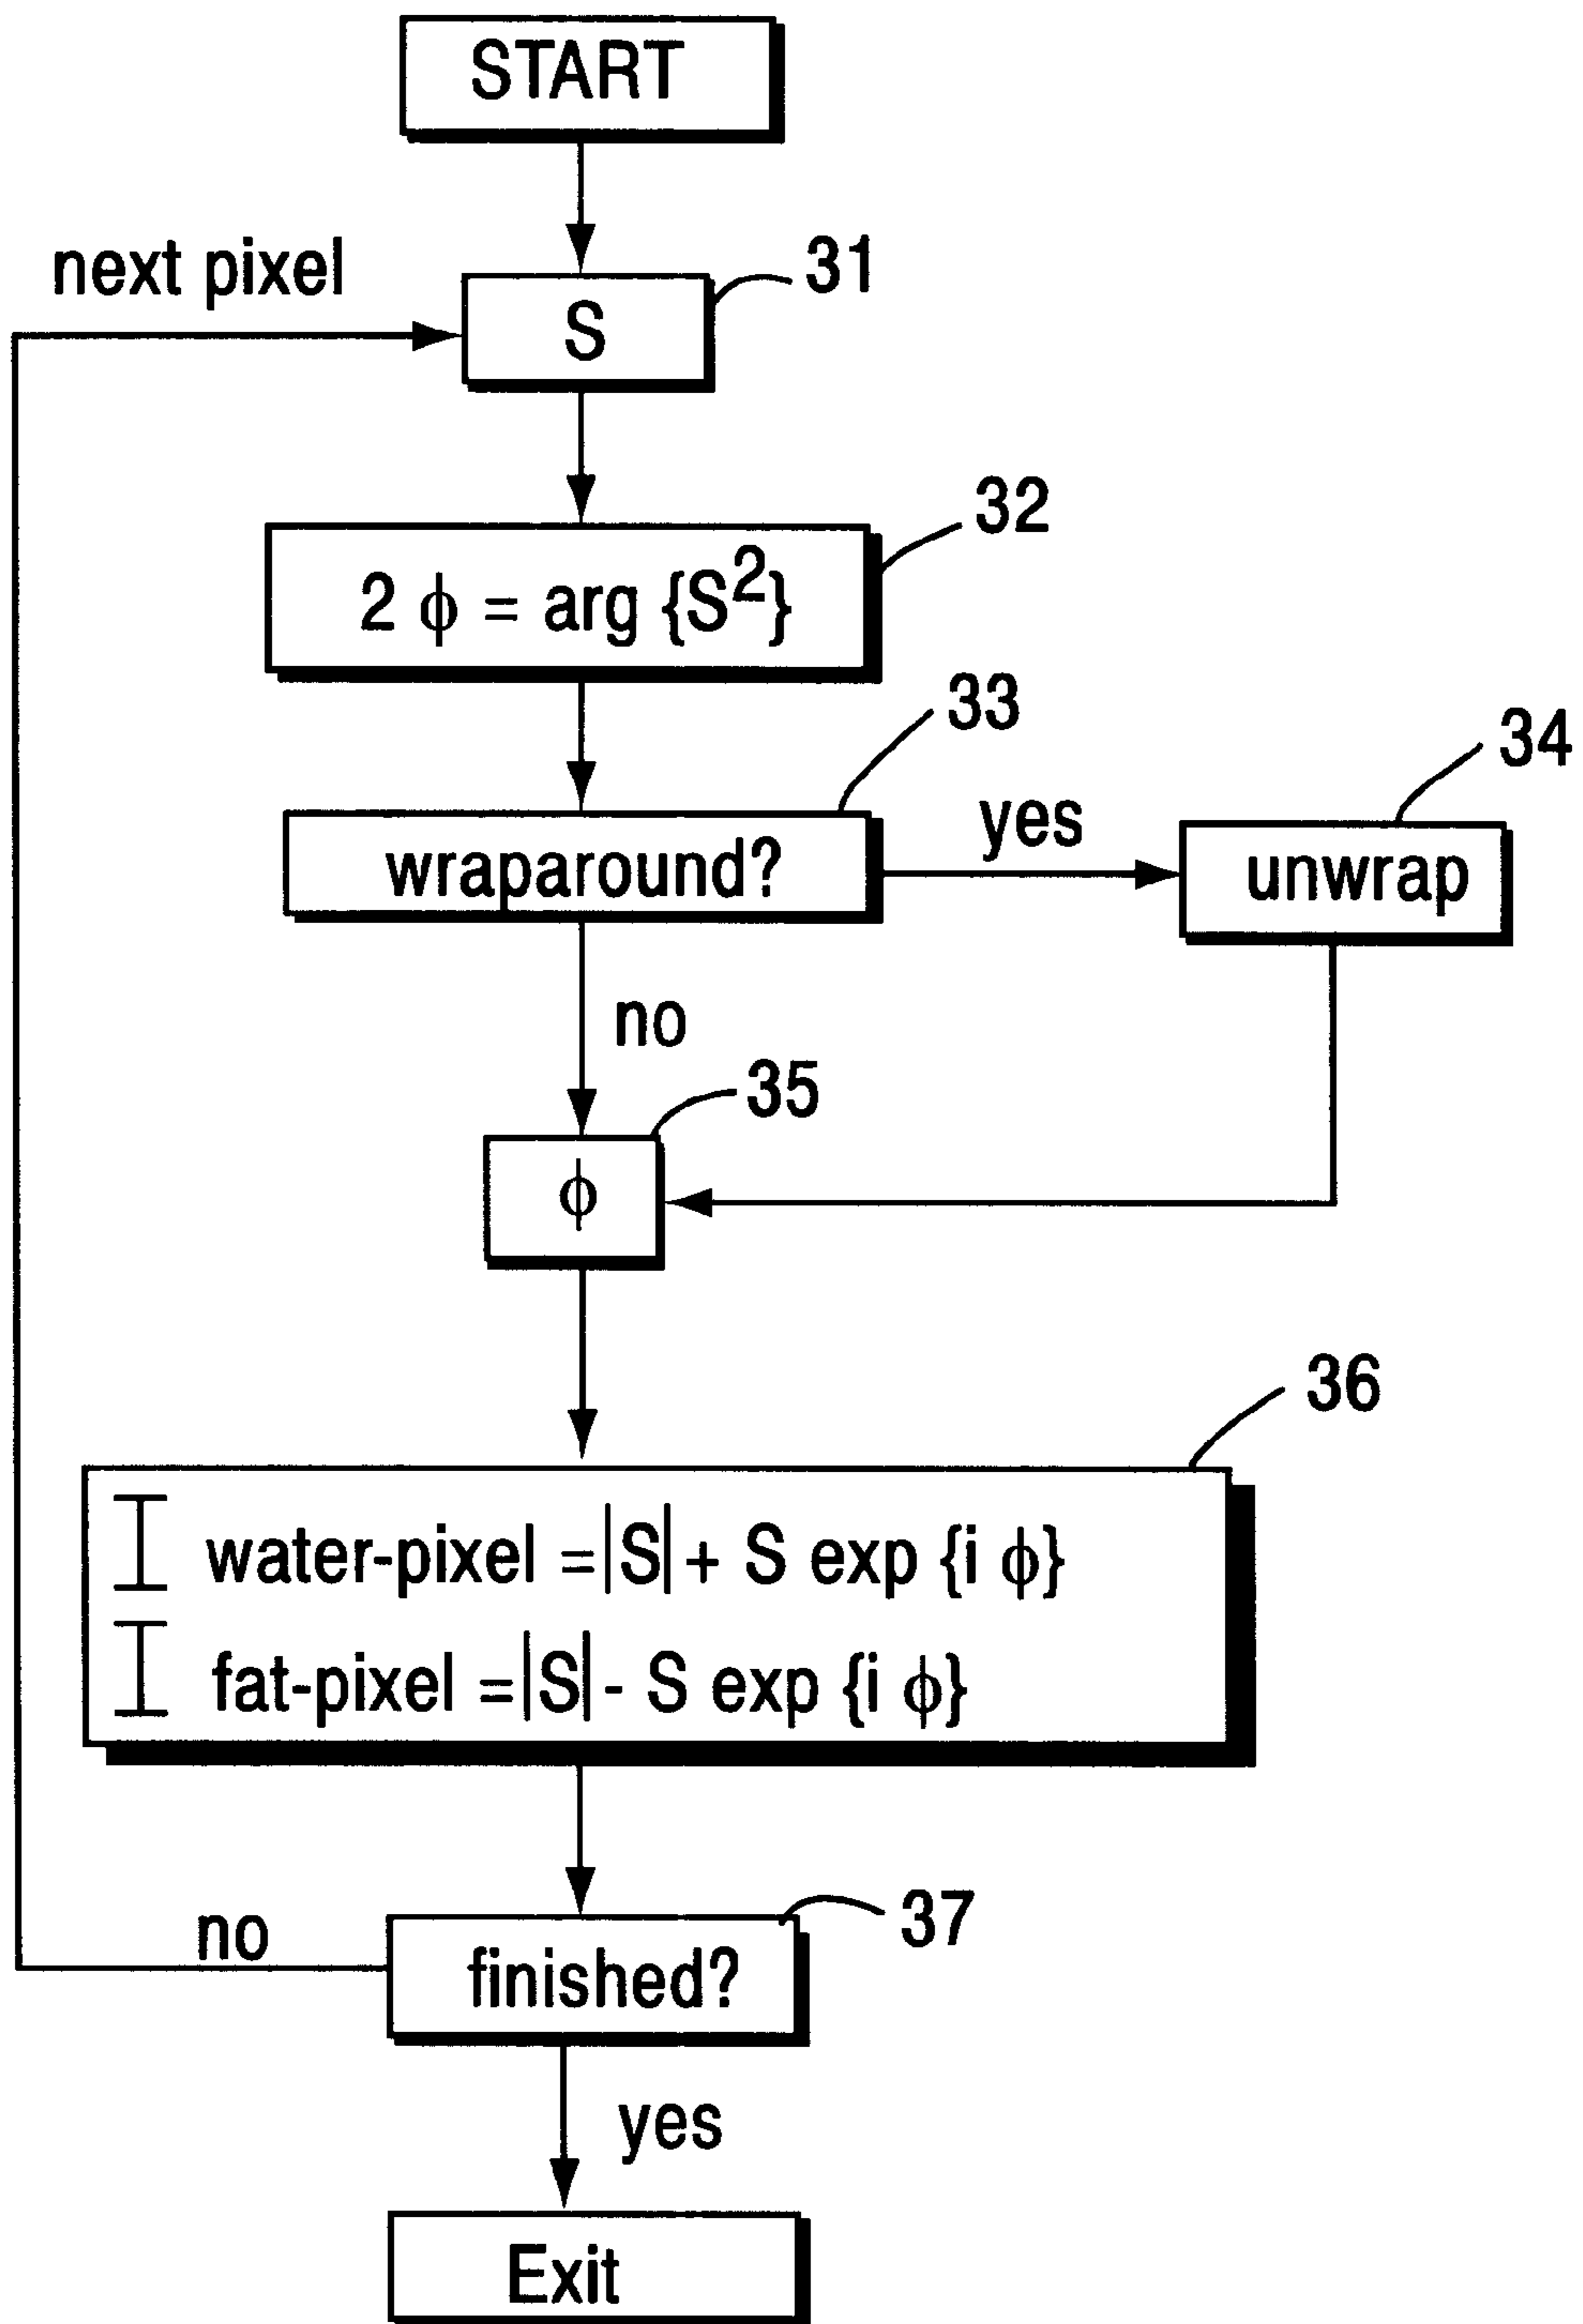 START
next pixel
31
S
32
2 ϕ = arg {S²}
33
34
wraparound?
yes
unwrap
no
35
ϕ
36
I water-pixel = |S| + S exp {i ϕ}
I fat-pixel = |S| - S exp {i ϕ}
37
no
finished?
yes
Exit